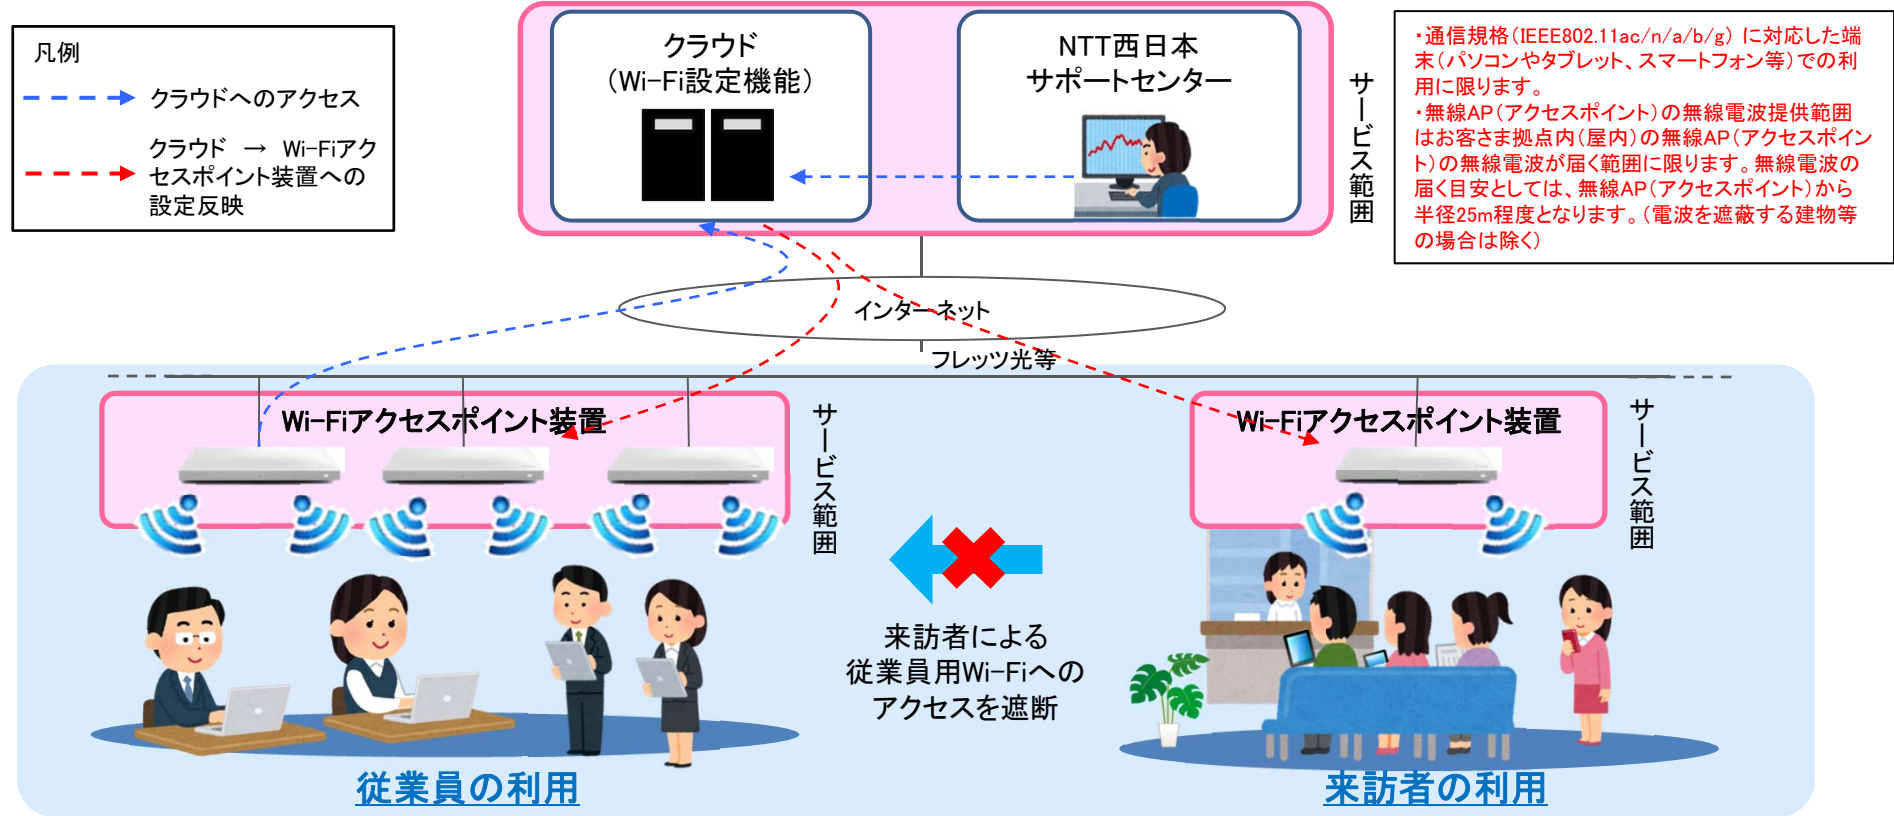 凡例
クラウドへのアクセス
クラウド → Wi-Fiアク
セスポイント装置への
設定反映
クラウド
（Wi-Fi設定機能）
NTT西日本
サポートセンター
サービス範囲
・通信規格（IEEE802.11ac/n/a/b/g）に対応した端
末（パソコンやタブレット、スマートフォン等）での利
用に限ります。
・無線AP（アクセスポイント）の無線電波提供範囲
はお客さま拠点内（屋内）の無線AP（アクセスポイン
ト）の無線電波が届く範囲に限ります。無線電波の
届く目安としては、無線AP（アクセスポイント）から
半径25m程度となります。（電波を遮蔽する建物等
の場合は除く）
インターネット
フレッツ光等
Wi-Fiアクセスポイント装置
サービス範囲
Wi-Fiアクセスポイント装置
サービス範囲
来訪者による
従業員用Wi-Fiへの
アクセスを遮断
従業員の利用
来訪者の利用